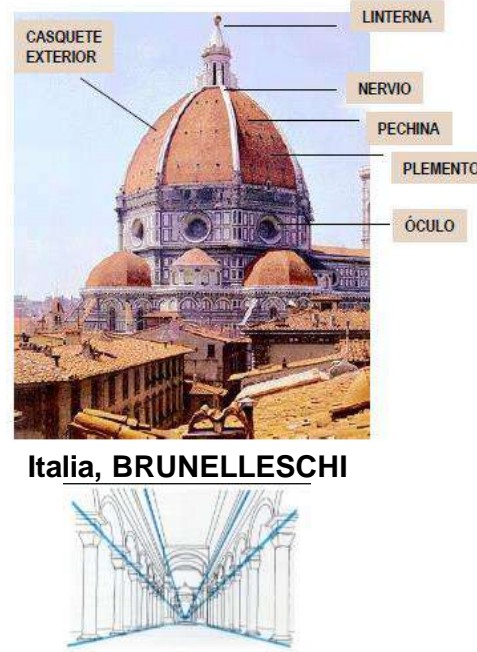 LINTERNA
CASQUETE
EXTERIOR
NERVIO
PECHINA
PLEMENTO
ÓCULO
Italia, BRUNELLESCHI